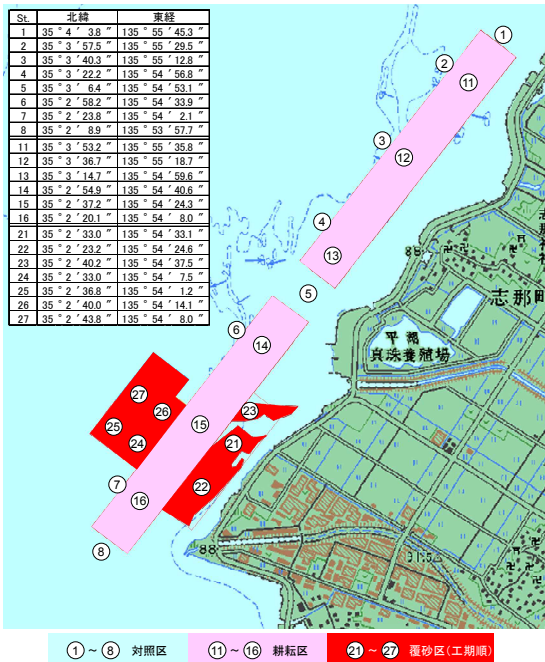 St. 北緯 東経
1 35 ° 4 ′ 3.8 ″ 135 ° 55 ′ 45.3 ″
2 35 ° 3 ′ 57.5 ″ 135 ° 55 ′ 29.5 ″
3 35 ° 3 ′ 40.3 ″ 135 ° 55 ′ 12.8 ″
4 35 ° 3 ′ 22.2 ″ 135 ° 54 ′ 56.8 ″
5 35 ° 3 ′ 6.4 ″ 135 ° 54 ′ 53.1 ″
6 35 ° 2 ′ 58.2 ″ 135 ° 54 ′ 33.9 ″
7 35 ° 2 ′ 23.8 ″ 135 ° 54 ′ 2.1 ″
8 35 ° 2 ′ 8.9 ″ 135 ° 53 ′ 57.7 ″
11 35 ° 3 ′ 53.2 ″ 135 ° 55 ′ 35.8 ″
12 35 ° 3 ′ 36.7 ″ 135 ° 55 ′ 18.7 ″
13 35 ° 3 ′ 14.7 ″ 135 ° 54 ′ 59.6 ″
14 35 ° 2 ′ 54.9 ″ 135 ° 54 ′ 40.6 ″
15 35 ° 2 ′ 37.2 ″ 135 ° 54 ′ 24.3 ″
16 35 ° 2 ′ 20.1 ″ 135 ° 54 ′ 8.0 ″
21 35 ° 2 ′ 33.0 ″ 135 ° 54 ′ 33.1 ″
22 35 ° 2 ′ 23.2 ″ 135 ° 54 ′ 24.6 ″
23 35 ° 2 ′ 40.2 ″ 135 ° 54 ′ 37.5 ″
24 35 ° 2 ′ 33.0 ″ 135 ° 54 ′ 7.5 ″
25 35 ° 2 ′ 36.8 ″ 135 ° 54 ′ 1.2 ″
26 35 ° 2 ′ 40.0 ″ 135 ° 54 ′ 14.1 ″
27 35 ° 2 ′ 43.8 ″ 135 ° 54 ′ 8.0 ″
①
②
⑪
③
⑫
④
⑬
88
志那町
⑤
⑥
⑭
平湖
真珠養殖場
㉗
㉖
㉓
㉕
⑮
㉔
㉑
⑦
⑯
㉒
⑧
88
①～⑧ 対照区
⑪～⑯ 耕耘区
㉑～㉗ 覆砂区(工期順)